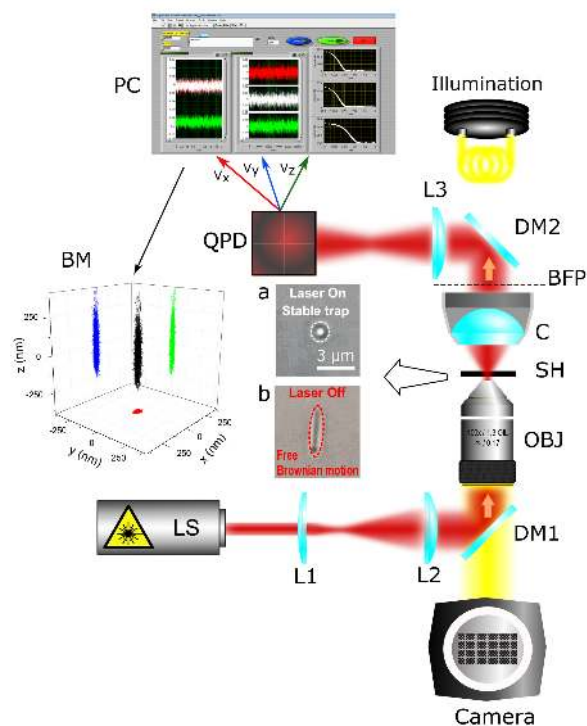 PC
Illumination
Vx
Vy
Vz
L3
DM2
QPD
BFP
BM
a
Laser On
Stable trap
3 µm
C
SH
b
Laser Off
Free
Brownian motion
OBJ
z (nm)
250
0
-250
-250
0
250
y (nm)
250
0
-250
x (nm)
LS
L1
L2
DM1
Camera